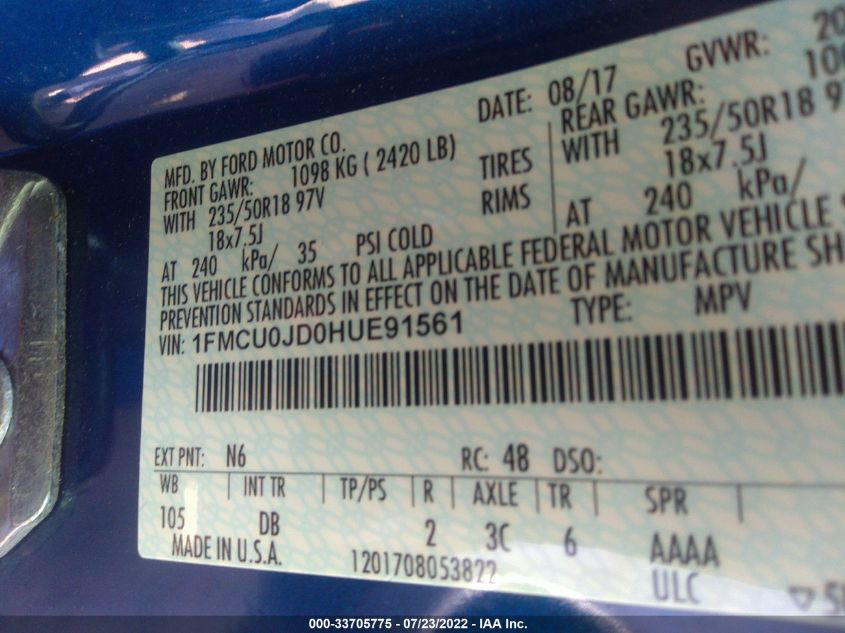 DATE: 08/17 GVWR: 20
MFD. BY FORD MOTOR CO. REAR GAWR: 108
FRONT GAWR: 1098 KG ( 2420 LB) TIRES WITH 235/50R18 97
WITH 235/50R18 97V RIMS 18x7.5J
18x7.5J AT 240 kPa/
AT 240 kPa/ 35 PSI COLD
THIS VEHICLE CONFORMS TO ALL APPLICABLE FEDERAL MOTOR VEHICLE
PREVENTION STANDARDS IN EFFECT ON THE DATE OF MANUFACTURE SH
VIN: 1FMCU0JD0HUE91561 TYPE: MPV
EXT PNT: N6 RC: 48 DSO:
WB INT TR TP/PS R AXLE TR SPR
105 DB 2 3C 6 AAAA
MADE IN U.S.A. 1201708053822 ULC
000-33705775 - 07/23/2022 - IAA Inc.